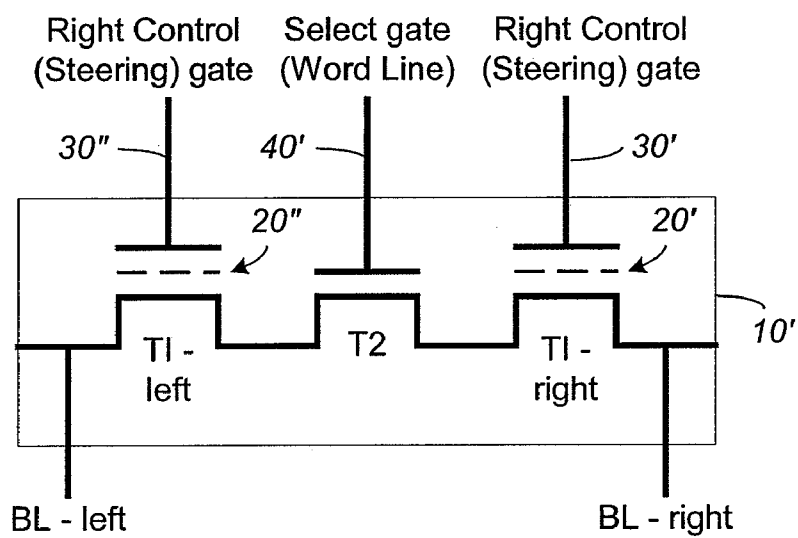 Right Control
(Steering) gate
Select gate
(Word Line)
Right Control
(Steering) gate
30"
40'
30'
20"
20'
10'
TI -
left
T2
TI -
right
BL - left
BL - right